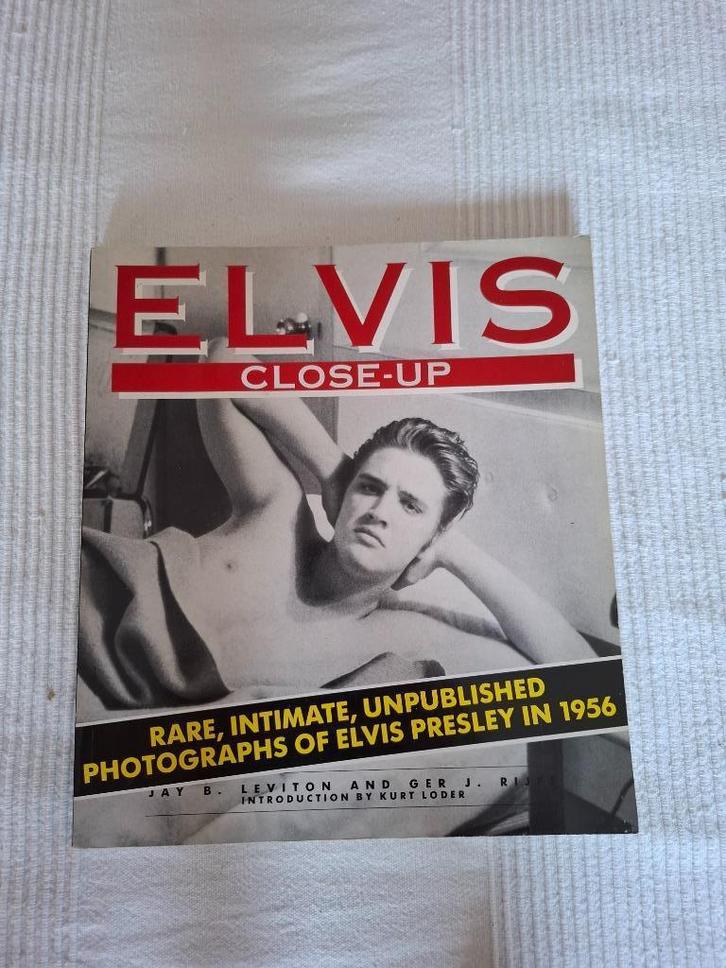 ELVIS
CLOSE-UP
RARE, INTIMATE, UNPUBLISHED
PHOTOGRAPHS OF ELVIS PRESLEY IN 1956
JAY B. LEVITON AND GER J.
INTRODUCTION BY KURT LODER